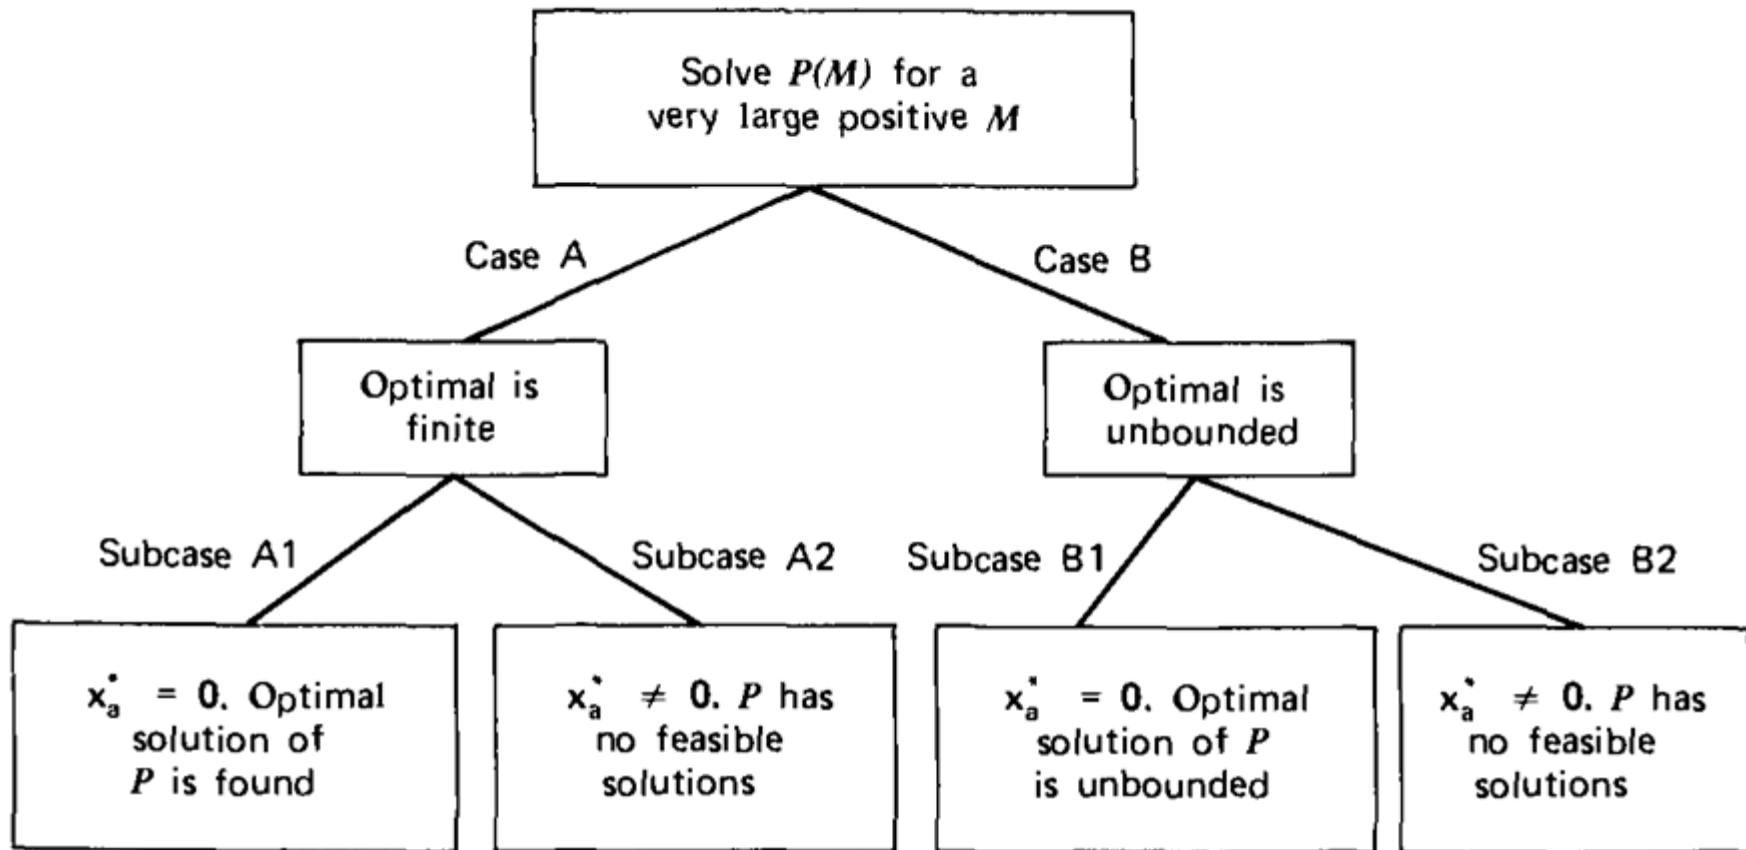 Solve P(M) for a
very large positive M
Case A
Case B
Optimal is
finite
Optimal is
unbounded
Subcase A1
Subcase A2
Subcase B1
Subcase B2
x*a = 0. Optimal
solution of
P is found
x*a ≠ 0. P has
no feasible
solutions
x*a = 0. Optimal
solution of P
is unbounded
x*a ≠ 0. P has
no feasible
solutions